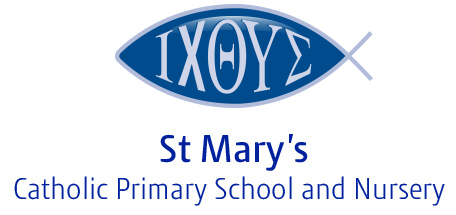 ΙΧΘΥΣ
St Mary's
Catholic Primary School and Nursery